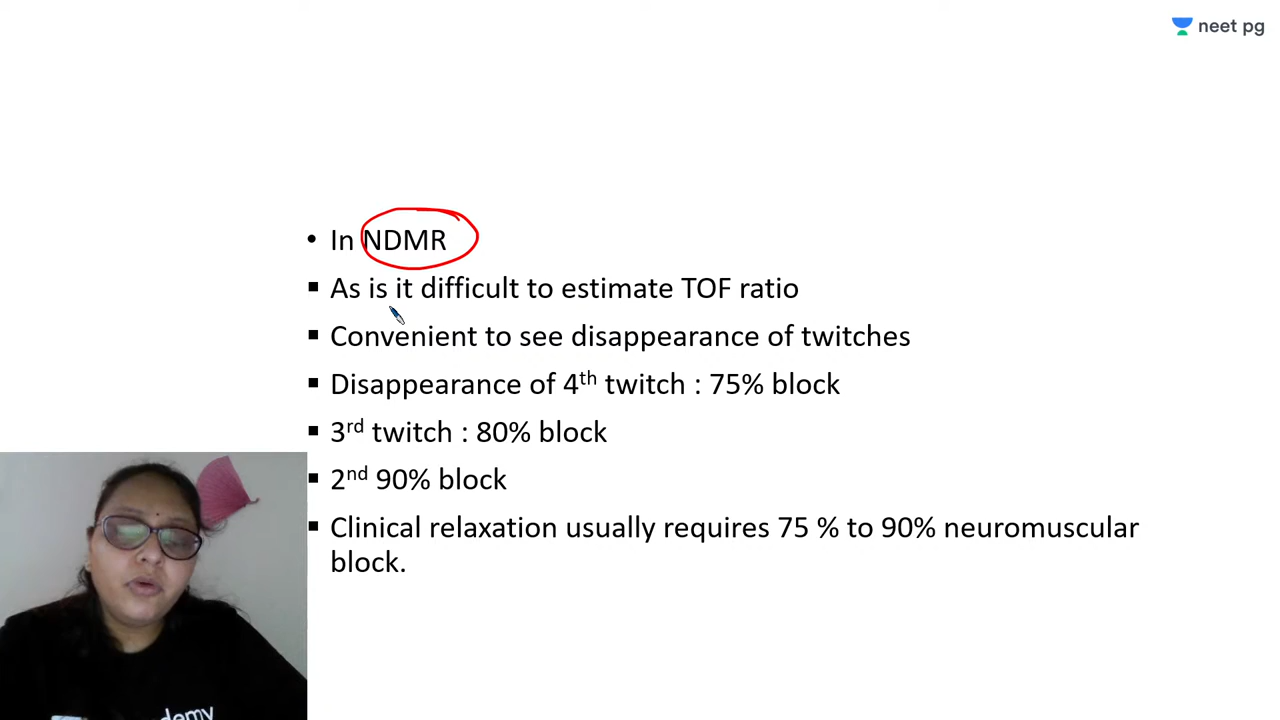 neet pg
• In NDMR
▪ As is it difficult to estimate TOF ratio
▪ Convenient to see disappearance of twitches
▪ Disappearance of 4th twitch : 75% block
▪ 3rd twitch : 80% block
▪ 2nd 90% block
▪ Clinical relaxation usually requires 75 % to 90% neuromuscular
block.